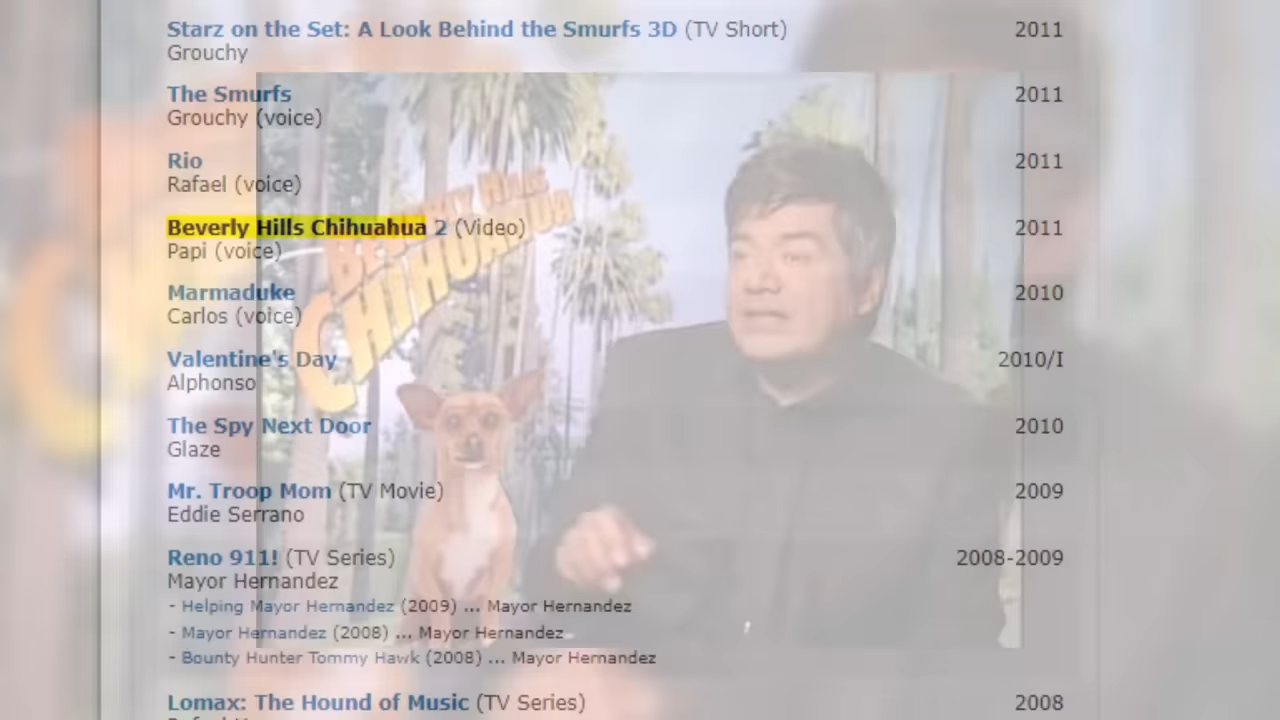 Starz on the Set: A Look Behind the Smurfs 3D (TV Short) 2011
Grouchy
The Smurfs 2011
Grouchy (voice)
Rio 2011
Rafael (voice)
Beverly Hills Chihuahua 2 (Video) 2011
Papi (voice)
Marmaduke 2010
Carlos (voice)
Valentine's Day 2010/I
Alphonso
The Spy Next Door 2010
Glaze
Mr. Troop Mom (TV Movie) 2009
Eddie Serrano
Reno 911! (TV Series) 2008-2009
Mayor Hernandez
- Helping Mayor Hernandez (2009) ... Mayor Hernandez
- Mayor Hernandez (2008) ... Mayor Hernandez
- Bounty Hunter Tommy Hawk (2008) ... Mayor Hernandez
Lomax: The Hound of Music (TV Series) 2008
BEVERLY HILLS
CHIHUAHUA